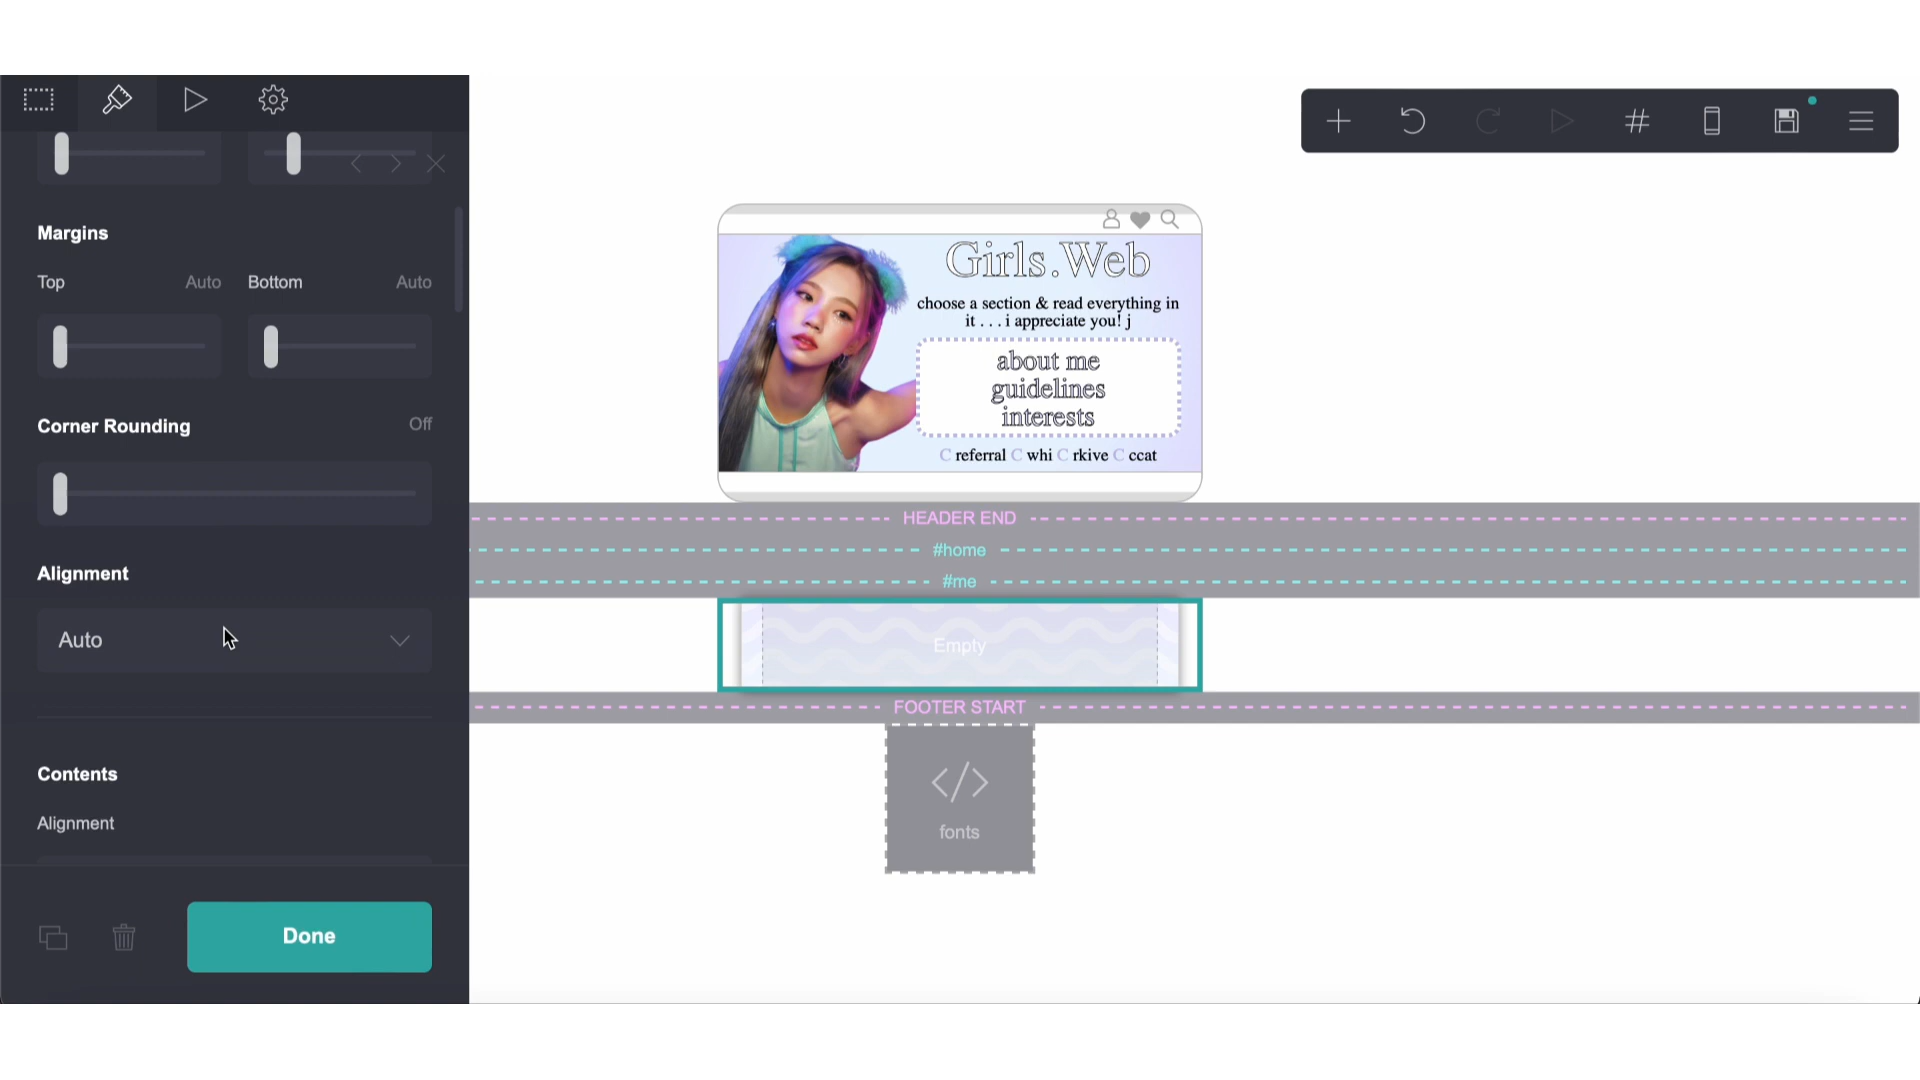 Margins
Top Auto Bottom Auto
Corner Rounding Off
Alignment
Auto
Contents
Alignment
Done
Girls.Web
choose a section & read everything in
it . . . i appreciate you! j
about me
guidelines
interests
C referral C whi C rkive C ccat
HEADER END
#home
#me
Empty
FOOTER START
</>
fonts